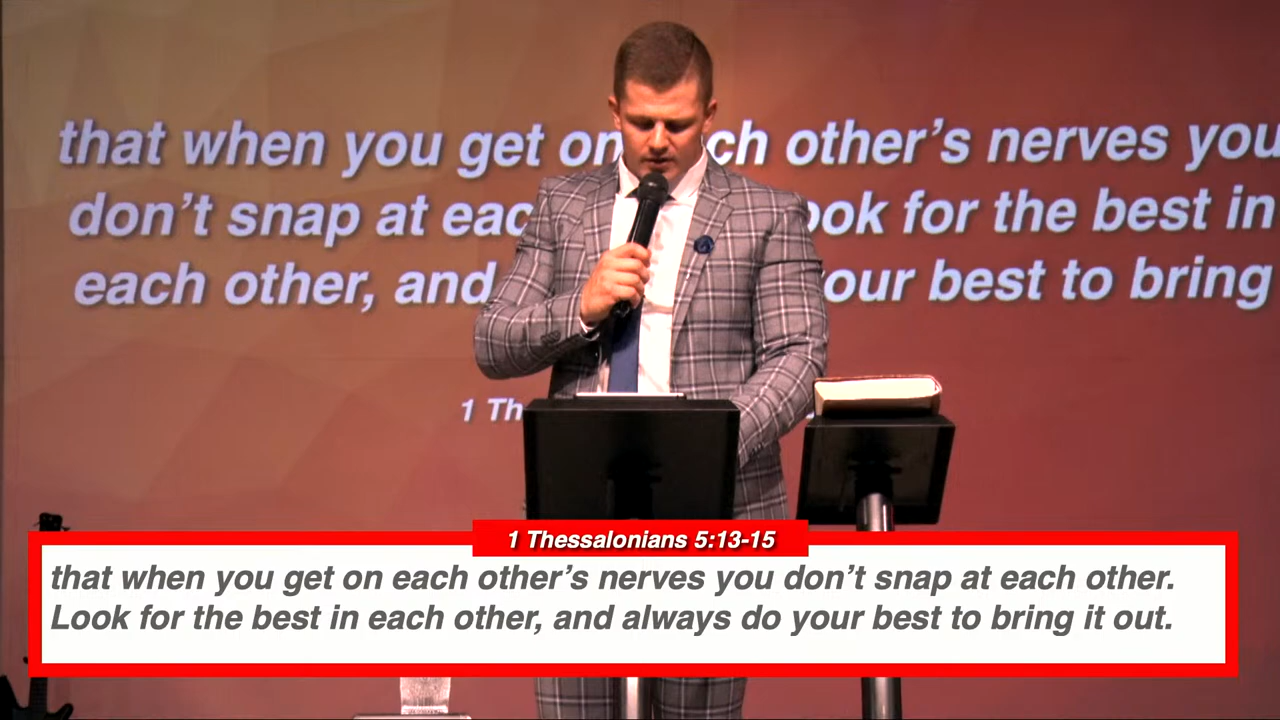 that when you get on ch other's nerves you
don't snap at eac ook for the best in
each other, and your best to bring
1 Th
1 Thessalonians 5:13-15
that when you get on each other's nerves you don't snap at each other.
Look for the best in each other, and always do your best to bring it out.